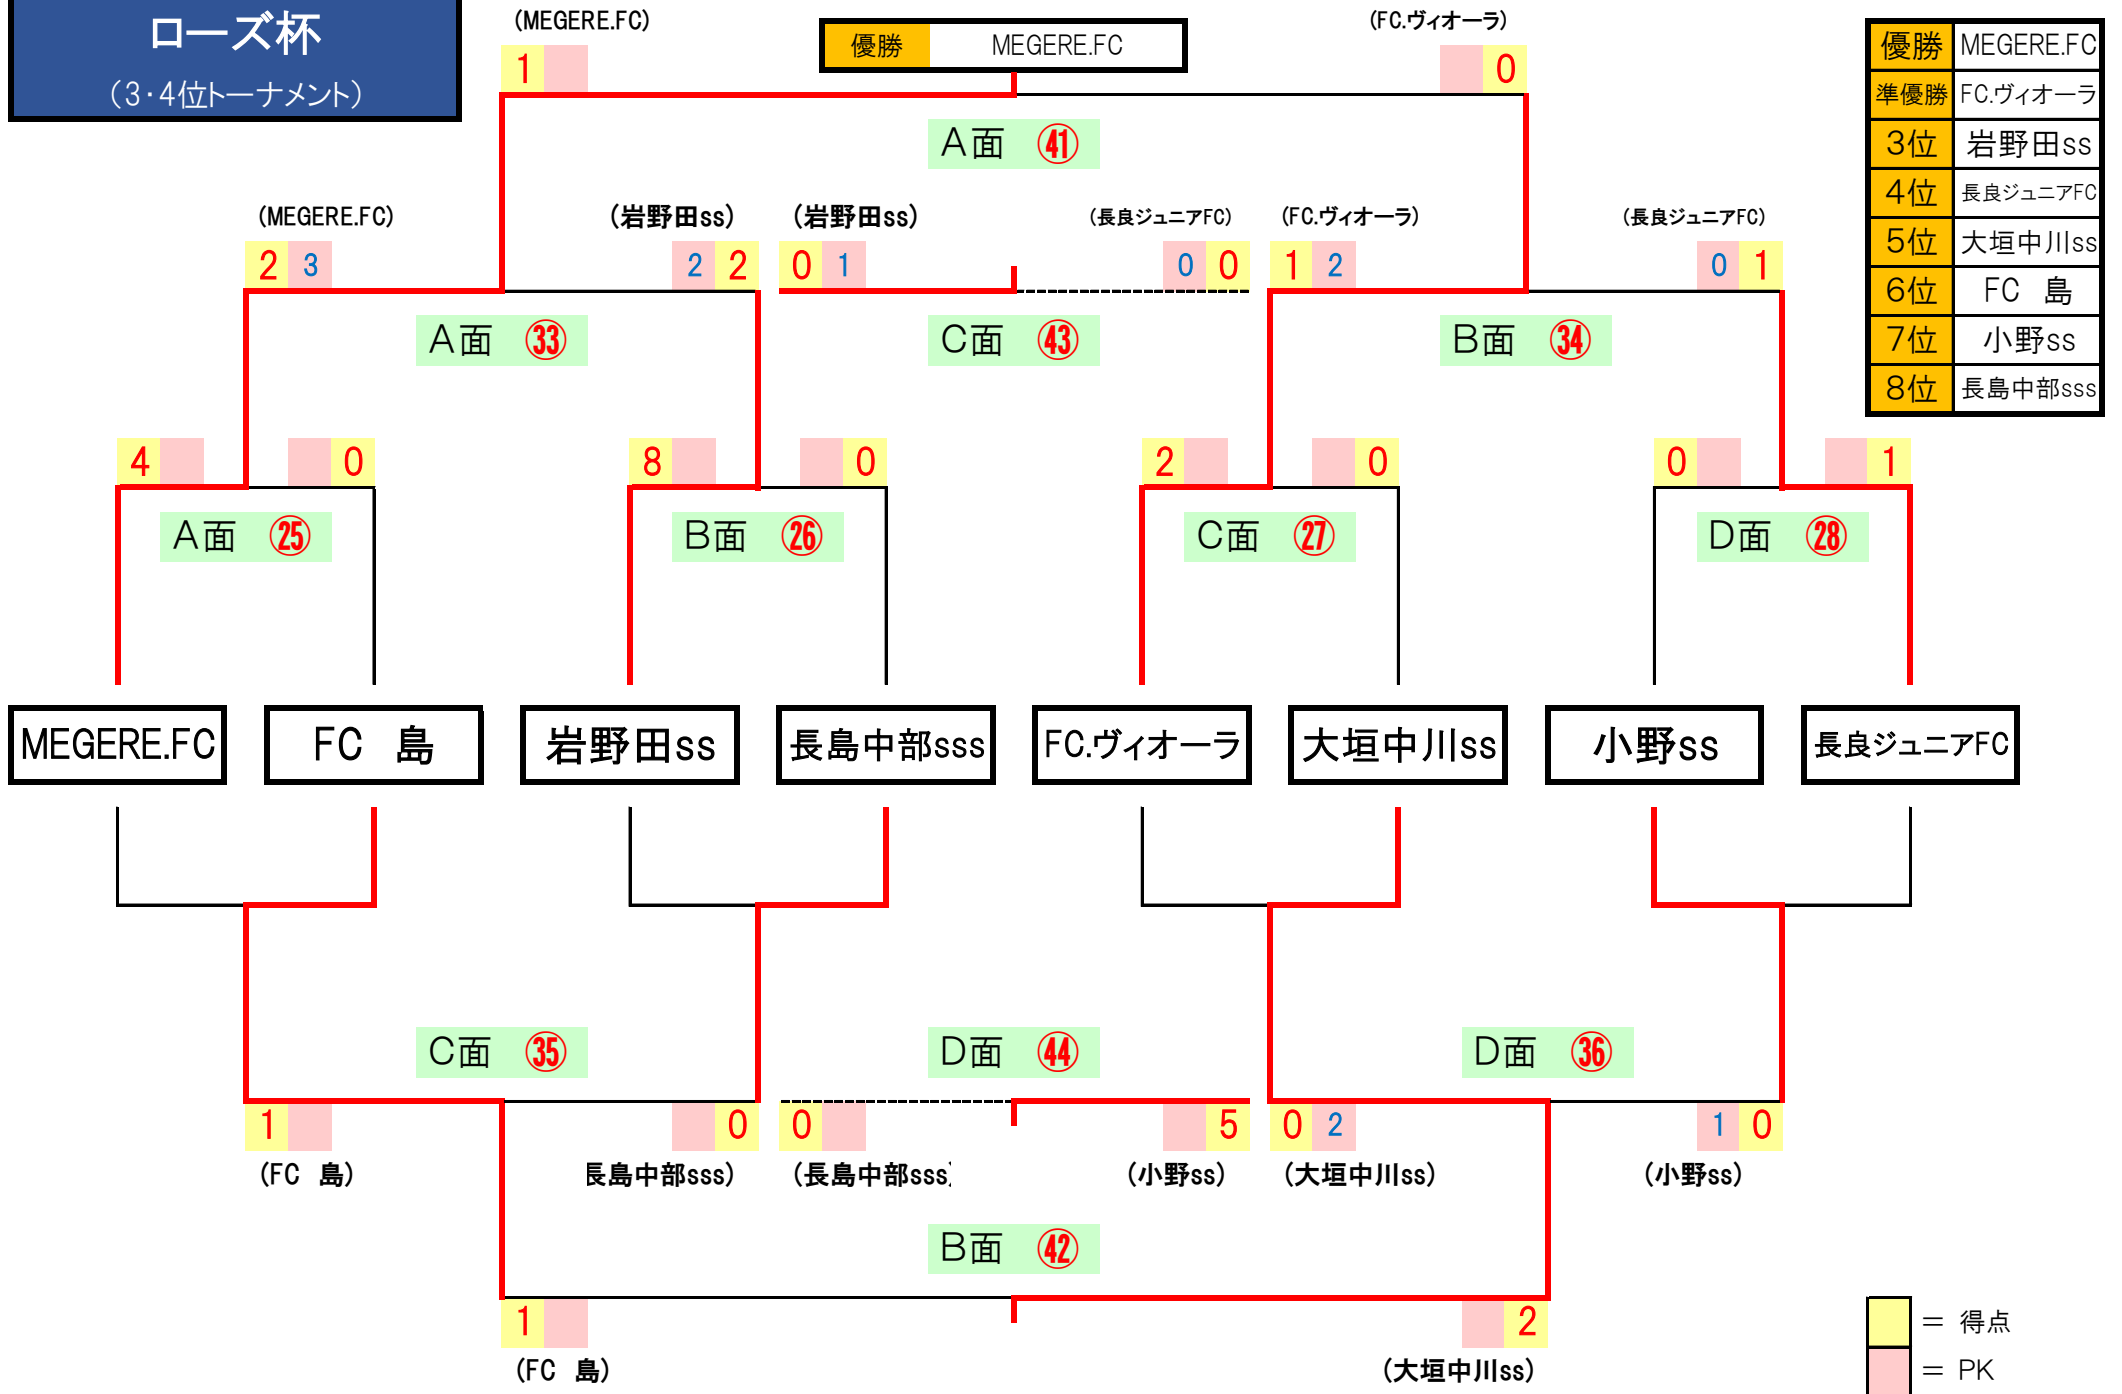 ローズ杯
（3・4位トーナメント）
(MEGERE.FC)
優勝 MEGERE.FC
(FC.ヴィオーラ)
1
0
A面 ㊶
優勝 MEGERE.FC
準優勝 FC.ヴィオーラ
3位 岩野田ss
4位 長良ジュニアFC
5位 大垣中川ss
6位 FC 島
7位 小野ss
8位 長島中部sss
(MEGERE.FC) (岩野田ss) (岩野田ss) (長良ジュニアFC) (FC.ヴィオーラ) (長良ジュニアFC)
2 3 2 2 0 1 0 0 1 2 0 1
A面 ㉝ C面 ㊸ B面 ㉞
4 0 8 0 2 0 0 1
A面 ㉕ B面 ㉖ C面 ㉗ D面 ㉘
MEGERE.FC FC 島 岩野田ss 長島中部sss FC.ヴィオーラ 大垣中川ss 小野ss 長良ジュニアFC
C面 ㉟ D面 ㊹ D面 ㊱
1 0 0 5 0 2 1 0
(FC 島) 長島中部sss) (長島中部sss) (小野ss) (大垣中川ss) (小野ss)
B面 ㊷
1 2
(FC 島) (大垣中川ss)
＝ 得点
＝ PK